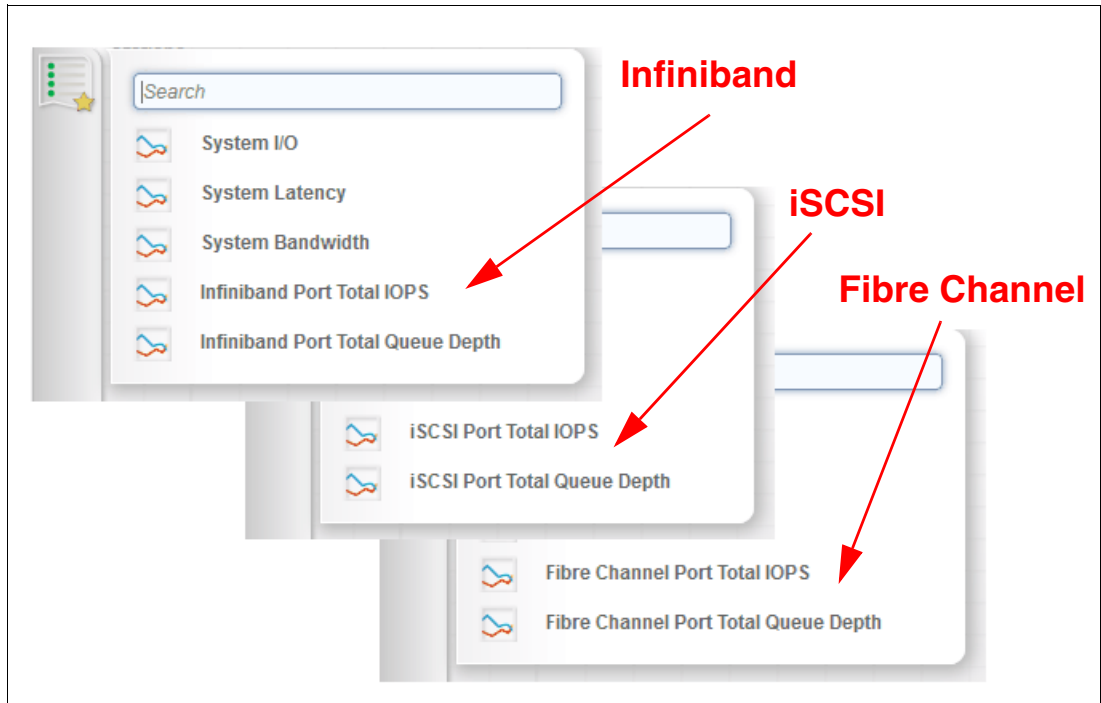 Infiniband
Search
System I/O
System Latency
iSCSI
System Bandwidth
Infiniband Port Total IOPS
Fibre Channel
Infiniband Port Total Queue Depth
iSCSI Port Total IOPS
iSCSI Port Total Queue Depth
Fibre Channel Port Total IOPS
Fibre Channel Port Total Queue Depth